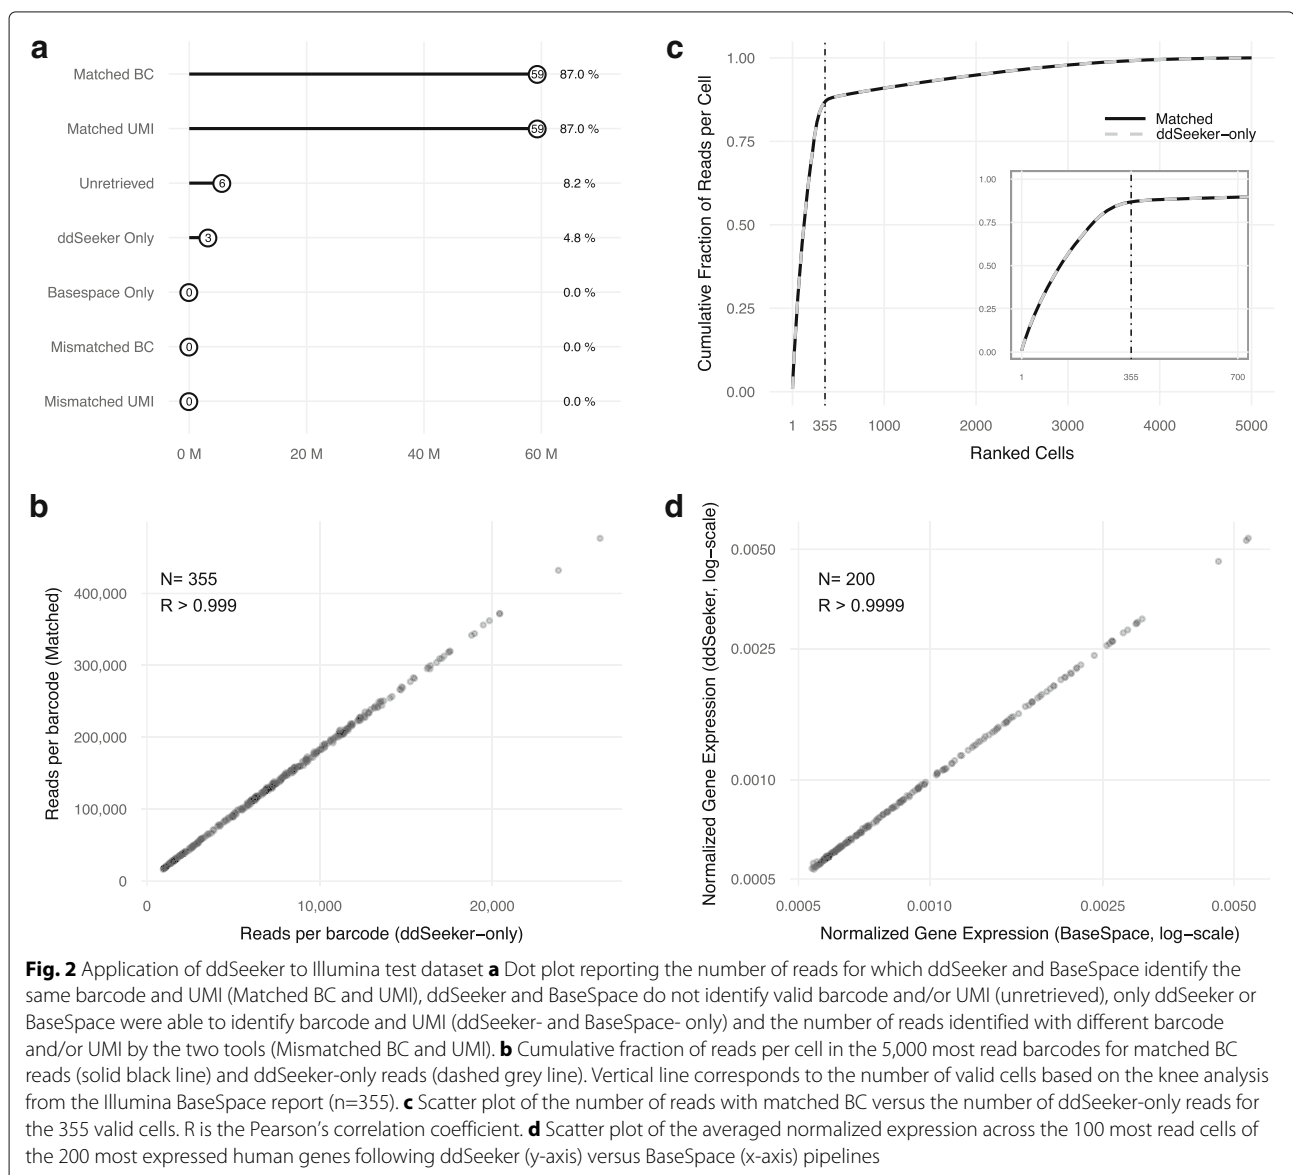 a
Matched BC 59 87.0 %
Matched UMI 59 87.0 %
Unretrieved 6 8.2 %
ddSeeker Only 3 4.8 %
Basespace Only 0 0.0 %
Mismatched BC 0 0.0 %
Mismatched UMI 0 0.0 %
0 M 20 M 40 M 60 M
c
Cumulative Fraction of Reads per Cell
1.00
0.75
0.50
0.25
0.00
Matched
ddSeeker-only
1.00
0.75
0.50
0.25
0.00
1 355 700
1 355 1000 2000 3000 4000 5000
Ranked Cells
b
Reads per barcode (Matched)
N= 355
R > 0.999
400,000
300,000
200,000
100,000
0
0 10,000 20,000
Reads per barcode (ddSeeker-only)
d
Normalized Gene Expression (ddSeeker, log-scale)
N= 200
R > 0.9999
0.0050
0.0025
0.0010
0.0005
0.0005 0.0010 0.0025 0.0050
Normalized Gene Expression (BaseSpace, log-scale)
Fig. 2 Application of ddSeeker to Illumina test dataset a Dot plot reporting the number of reads for which ddSeeker and BaseSpace identify the
same barcode and UMI (Matched BC and UMI), ddSeeker and BaseSpace do not identify valid barcode and/or UMI (unretrieved), only ddSeeker or
BaseSpace were able to identify barcode and UMI (ddSeeker- and BaseSpace- only) and the number of reads identified with different barcode
and/or UMI by the two tools (Mismatched BC and UMI). b Cumulative fraction of reads per cell in the 5,000 most read barcodes for matched BC
reads (solid black line) and ddSeeker-only reads (dashed grey line). Vertical line corresponds to the number of valid cells based on the knee analysis
from the Illumina BaseSpace report (n=355). c Scatter plot of the number of reads with matched BC versus the number of ddSeeker-only reads for
the 355 valid cells. R is the Pearson's correlation coefficient. d Scatter plot of the averaged normalized expression across the 100 most read cells of
the 200 most expressed human genes following ddSeeker (y-axis) versus BaseSpace (x-axis) pipelines